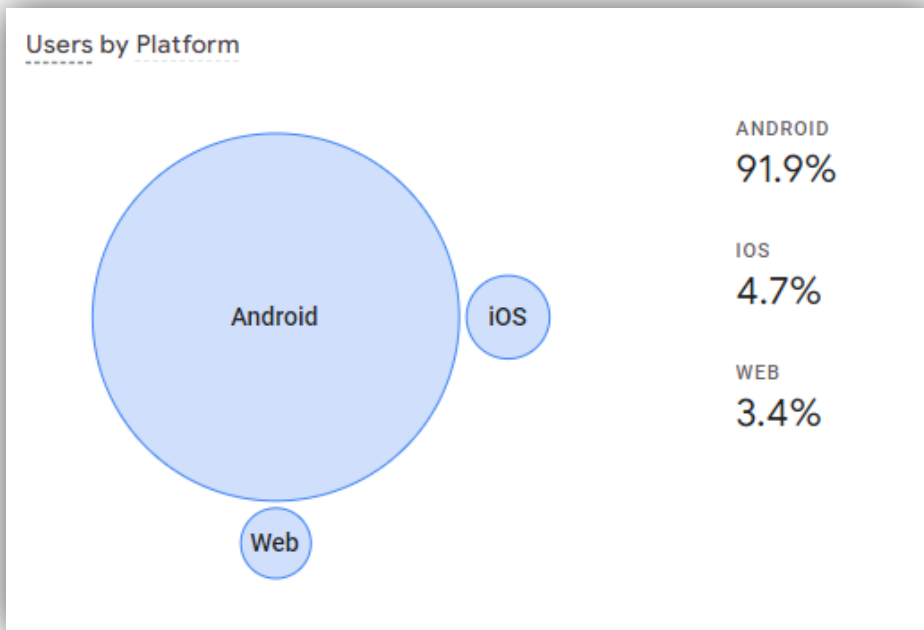 Users by Platform
Android
iOS
Web
ANDROID
91.9%
IOS
4.7%
WEB
3.4%